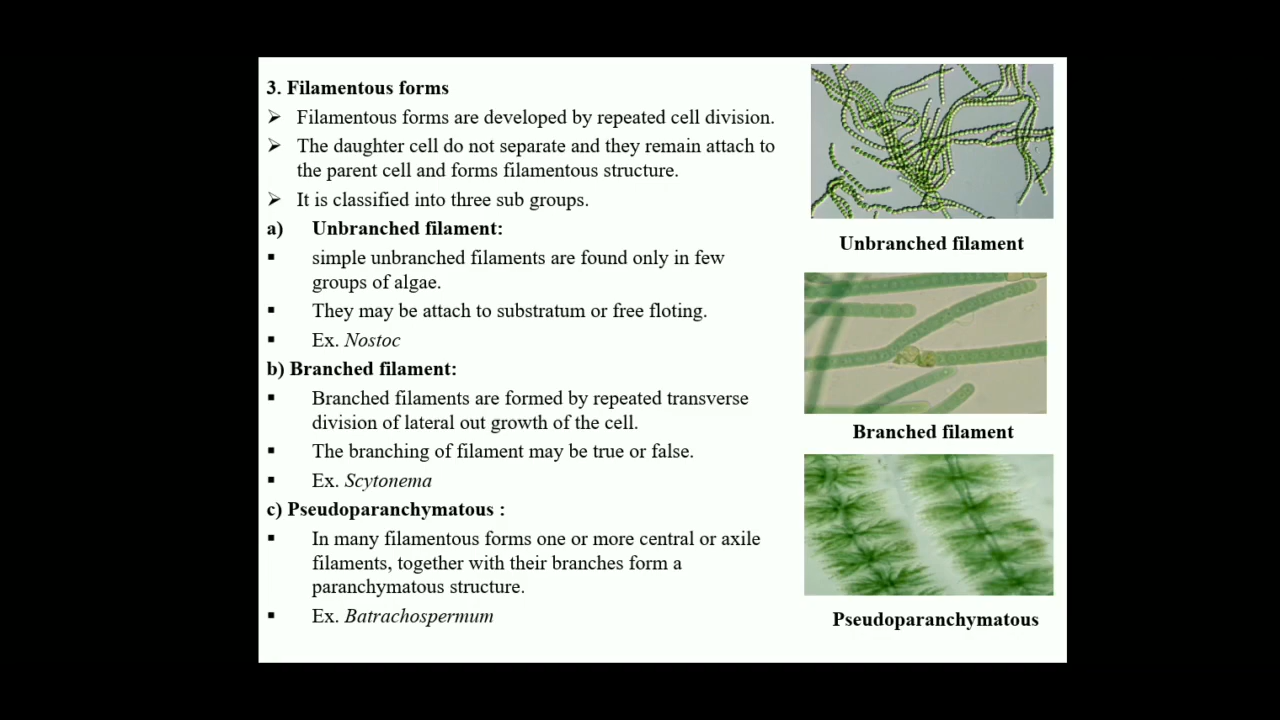 3. Filamentous forms
➢ Filamentous forms are developed by repeated cell division.
➢ The daughter cell do not separate and they remain attach to
the parent cell and forms filamentous structure.
➢ It is classified into three sub groups.
a) Unbranched filament:
▪ simple unbranched filaments are found only in few
groups of algae.
▪ They may be attach to substratum or free floting.
▪ Ex. Nostoc
b) Branched filament:
▪ Branched filaments are formed by repeated transverse
division of lateral out growth of the cell.
▪ The branching of filament may be true or false.
▪ Ex. Scytonema
c) Pseudoparanchymatous :
▪ In many filamentous forms one or more central or axile
filaments, together with their branches form a
paranchymatous structure.
▪ Ex. Batrachospermum
Unbranched filament
Branched filament
Pseudoparanchymatous